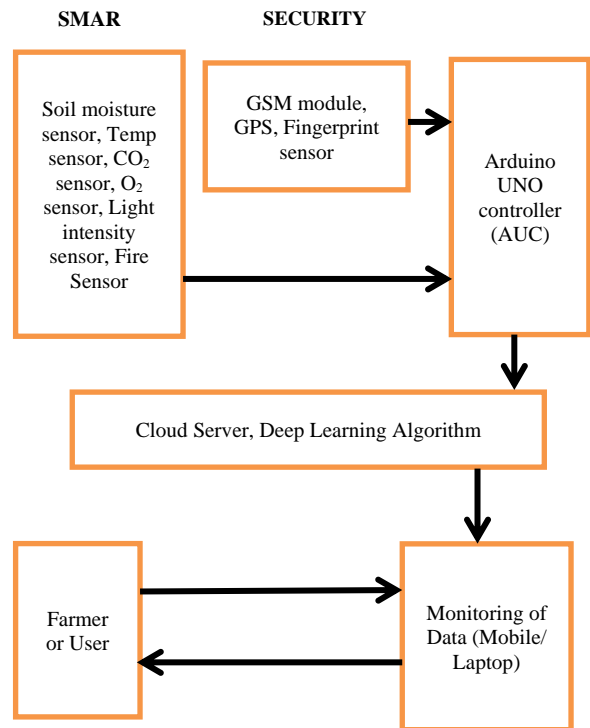 SMAR
SECURITY
Soil moisture
sensor, Temp
sensor, CO₂
sensor, O₂
sensor, Light
intensity
sensor, Fire
Sensor
GSM module,
GPS, Fingerprint
sensor
Arduino
UNO
controller
(AUC)
Cloud Server, Deep Learning Algorithm
Farmer
or User
Monitoring of
Data (Mobile/
Laptop)